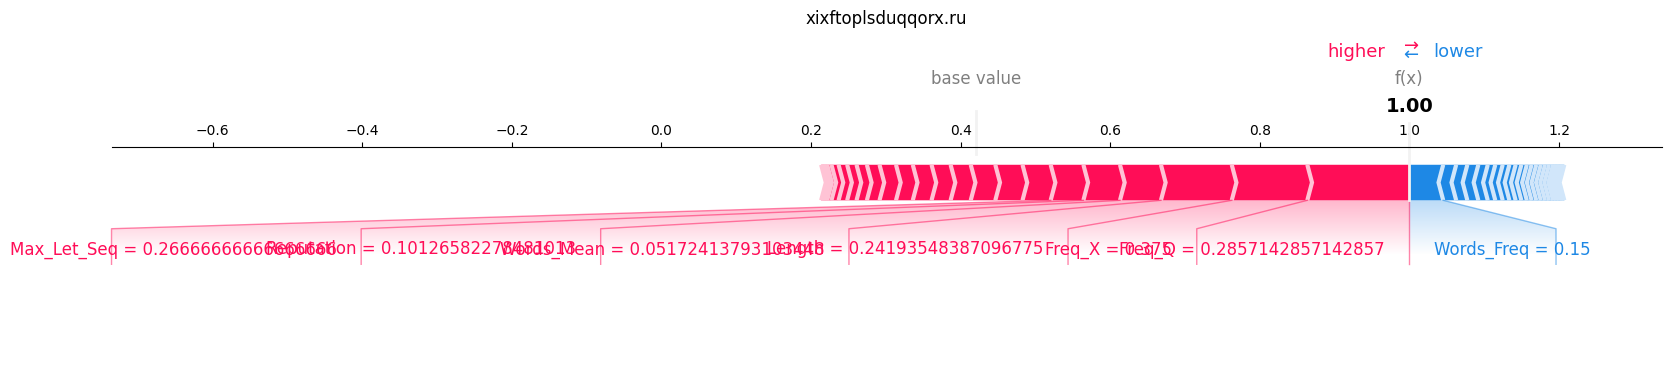 xixftoplsduqqorx.ru
higher ⇄ lower
base value f(x)
1.00
−0.6 −0.4 −0.2 0.0 0.2 0.4 0.6 0.8 1.0 1.2
Max_Let_Seq = 0.26666666666666666 Reputation = 0.10126582278481013 Words_Mean = 0.05172413793103448 Length = 0.24193548387096775 Freq_X = 0.375 Freq_Q = 0.2857142857142857 Words_Freq = 0.15